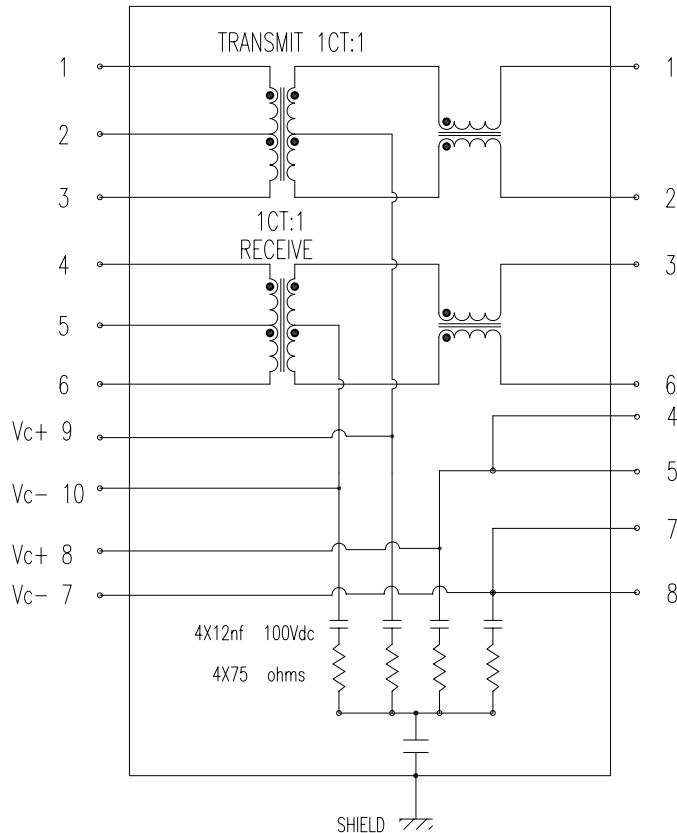 TRANSMIT 1CT:1
1
1
2
3
2
1CT:1
RECEIVE
4
3
5
6
6
4
Vc+ 9
5
Vc- 10
7
Vc+ 8
Vc- 7
8
4X12nf 100Vdc
4X75 ohms
SHIELD